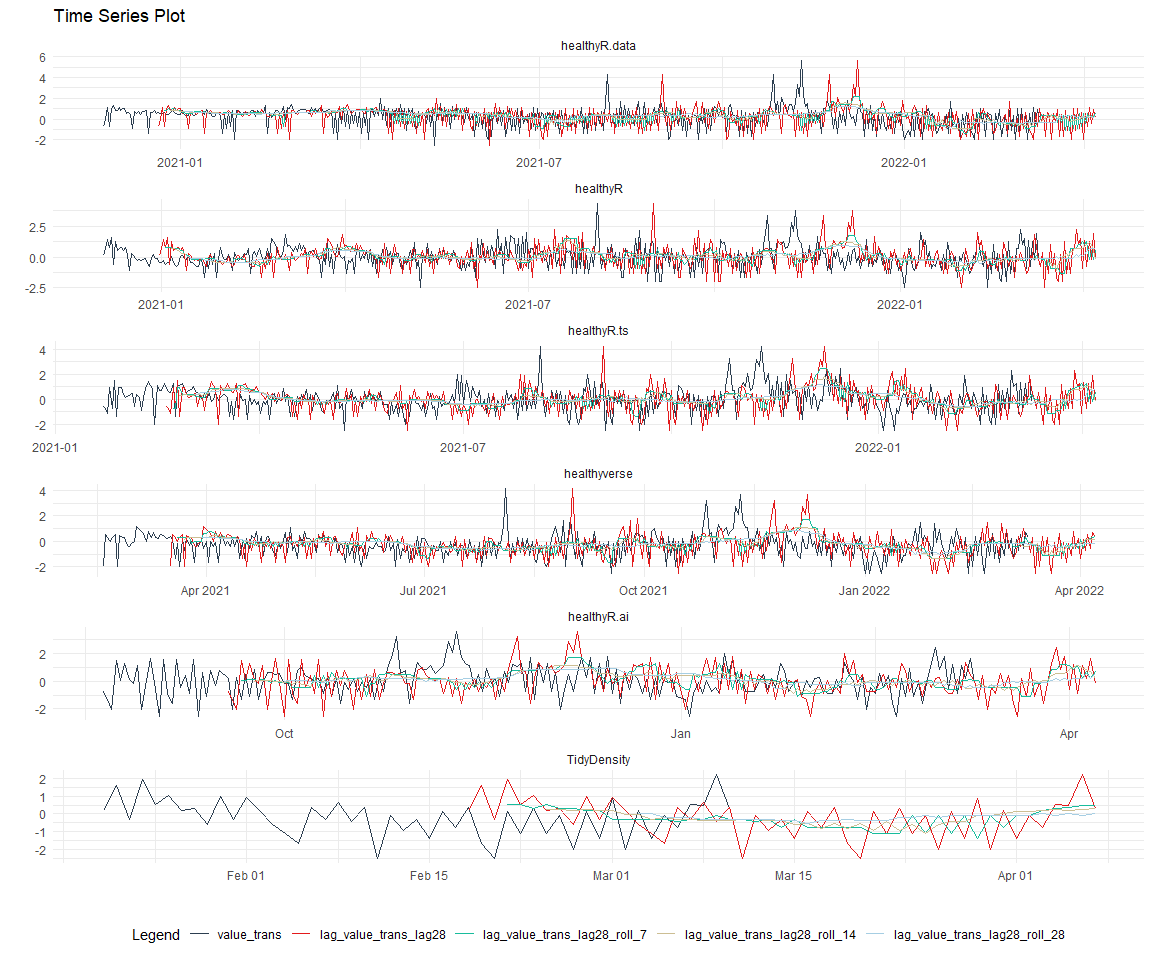 Time Series Plot
healthyR.data
6
4
2
0
-2
2021-01 2021-07 2022-01
healthyR
2.5
0.0
-2.5
2021-01 2021-07 2022-01
healthyR.ts
4
2
0
-2
2021-01 2021-07 2022-01
healthyverse
4
2
0
-2
Apr 2021 Jul 2021 Oct 2021 Jan 2022 Apr 2022
healthyR.ai
2
0
-2
Oct Jan Apr
TidyDensity
2
1
0
-1
-2
Feb 01 Feb 15 Mar 01 Mar 15 Apr 01
Legend value_trans lag_value_trans_lag28 lag_value_trans_lag28_roll_7 lag_value_trans_lag28_roll_14 lag_value_trans_lag28_roll_28